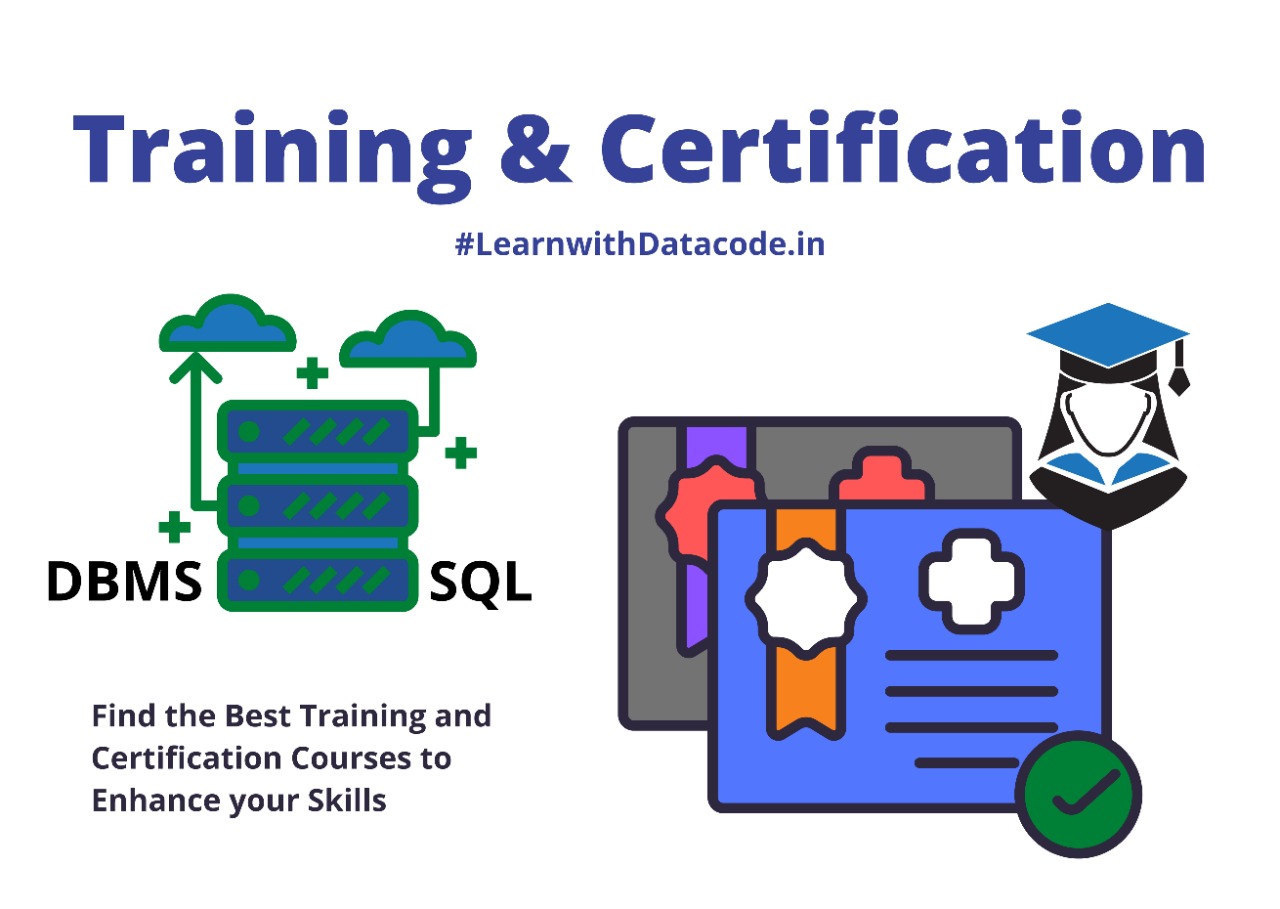 Training & Certification
#LearnwithDatacode.in
DBMS
SQL
Find the Best Training and
Certification Courses to
Enhance your Skills